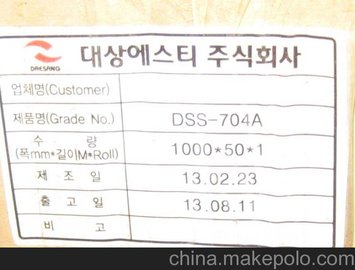 DAESANG
대상에스티 주식회사
업체명(Customer)
제품명(Grade No.) DSS-704A
수 량
(폭mm*길이M*Roll) 1000*50*1
제 조 일 13.02.23
출 고 일 13.08.11
비 고
china.makepolo.com